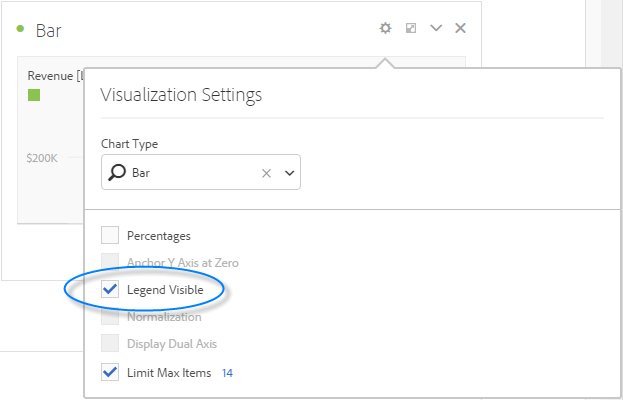 Bar
Revenue [
Visualization Settings
Chart Type
Bar
$200K
Percentages
Anchor Y Axis at Zero
Legend Visible
Normalization
Display Dual Axis
Limit Max Items 14